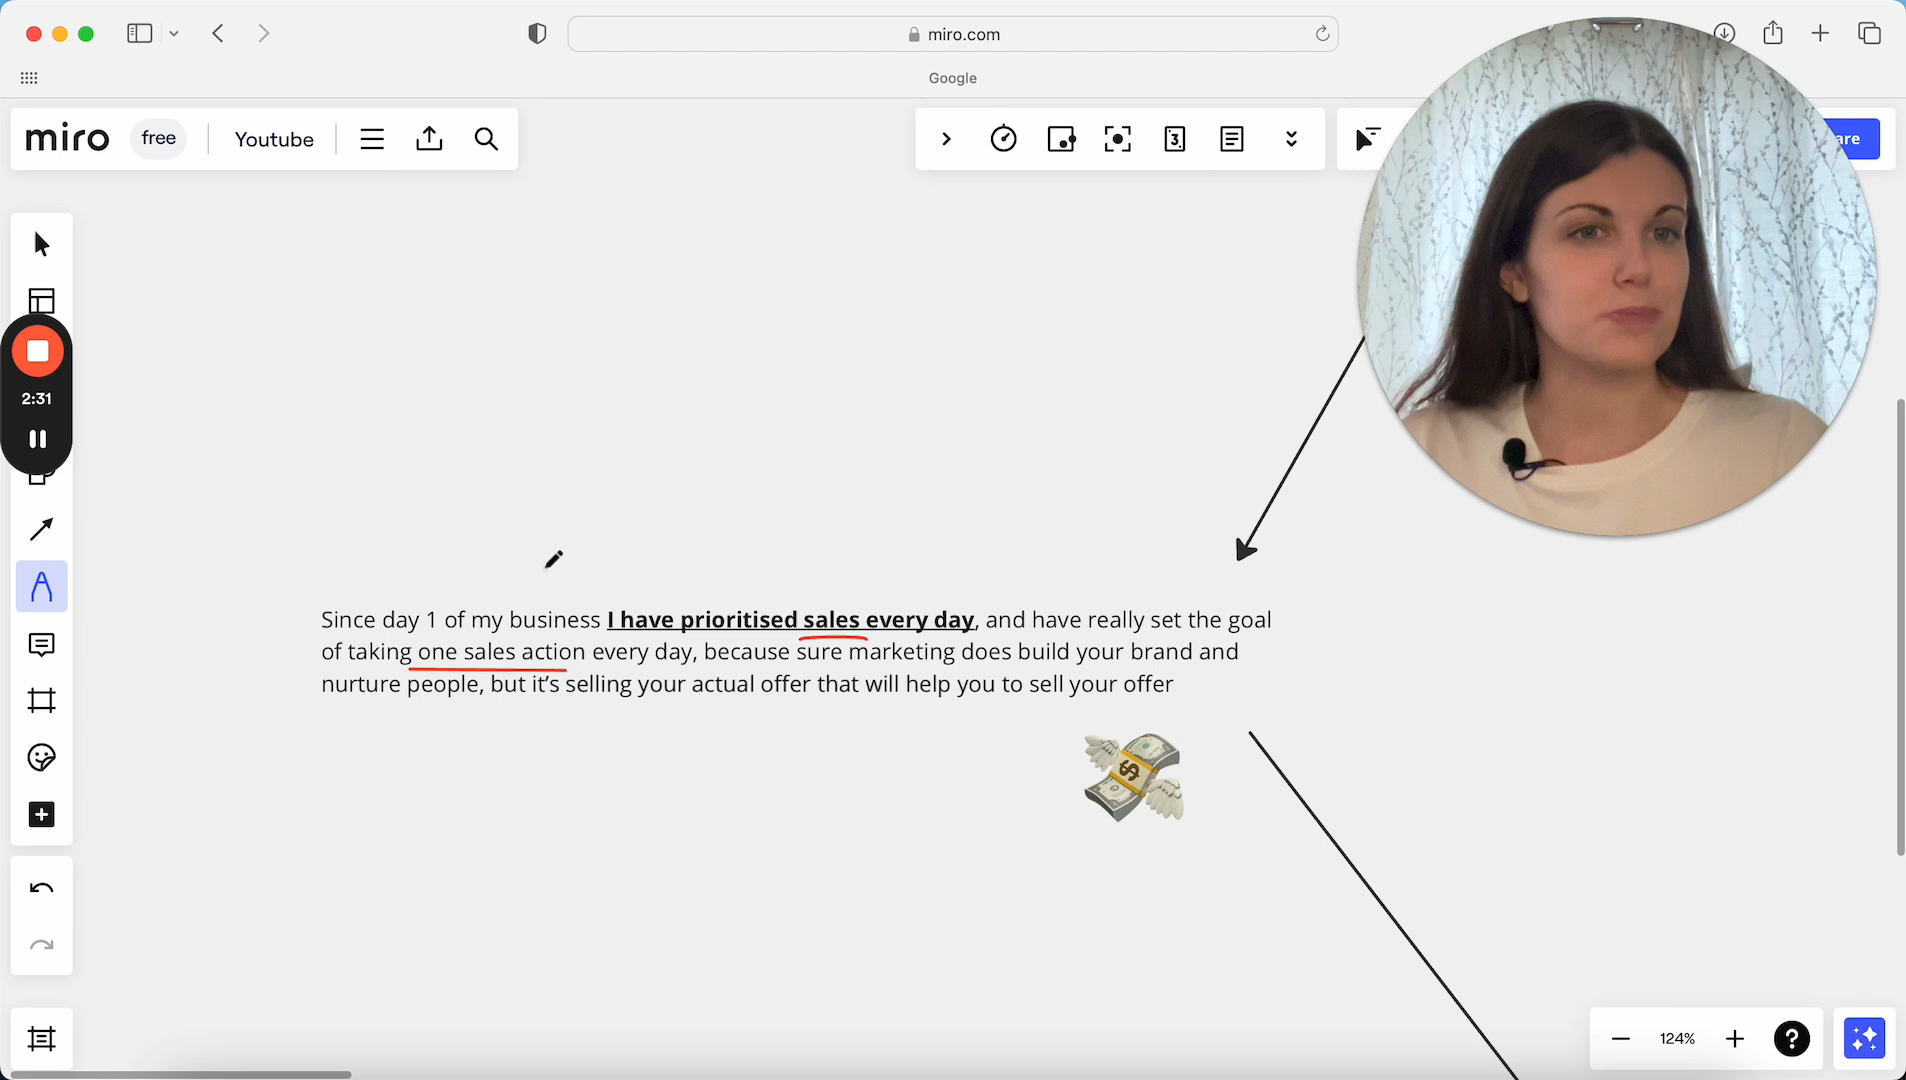 miro.com
Google
miro free Youtube
3
are
2:31
Since day 1 of my business I have prioritised sales every day, and have really set the goal
of taking one sales action every day, because sure marketing does build your brand and
nurture people, but it’s selling your actual offer that will help you to sell your offer
$
124%
?